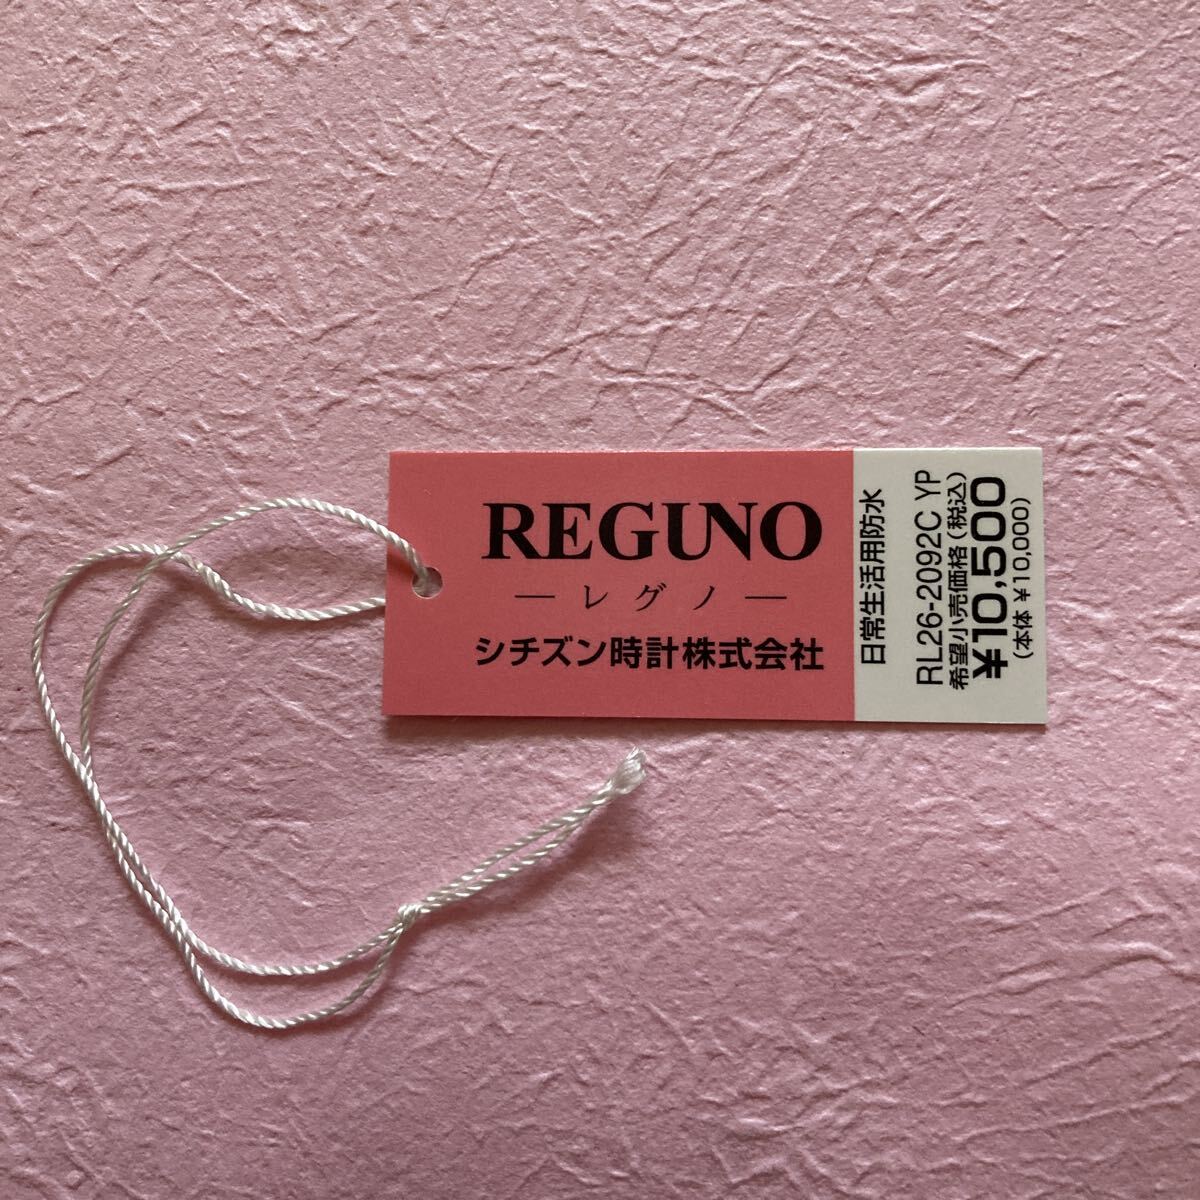 REGUNO
—レグノ—
シチズン時計株式会社
日常生活用防水
RL26-2092C YP
希望小売価格(税込)
¥10,500
(本体 ¥10,000)